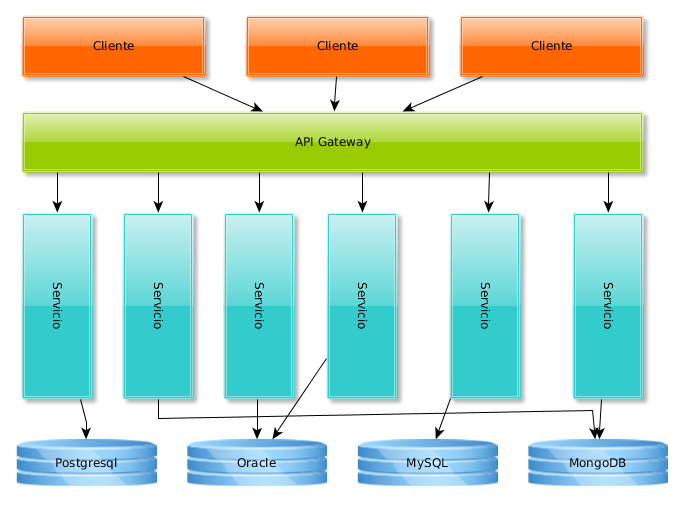 Cliente
Cliente
Cliente
API Gateway
Servicio
Servicio
Servicio
Servicio
Servicio
Servicio
Postgresql
Oracle
MySQL
MongoDB